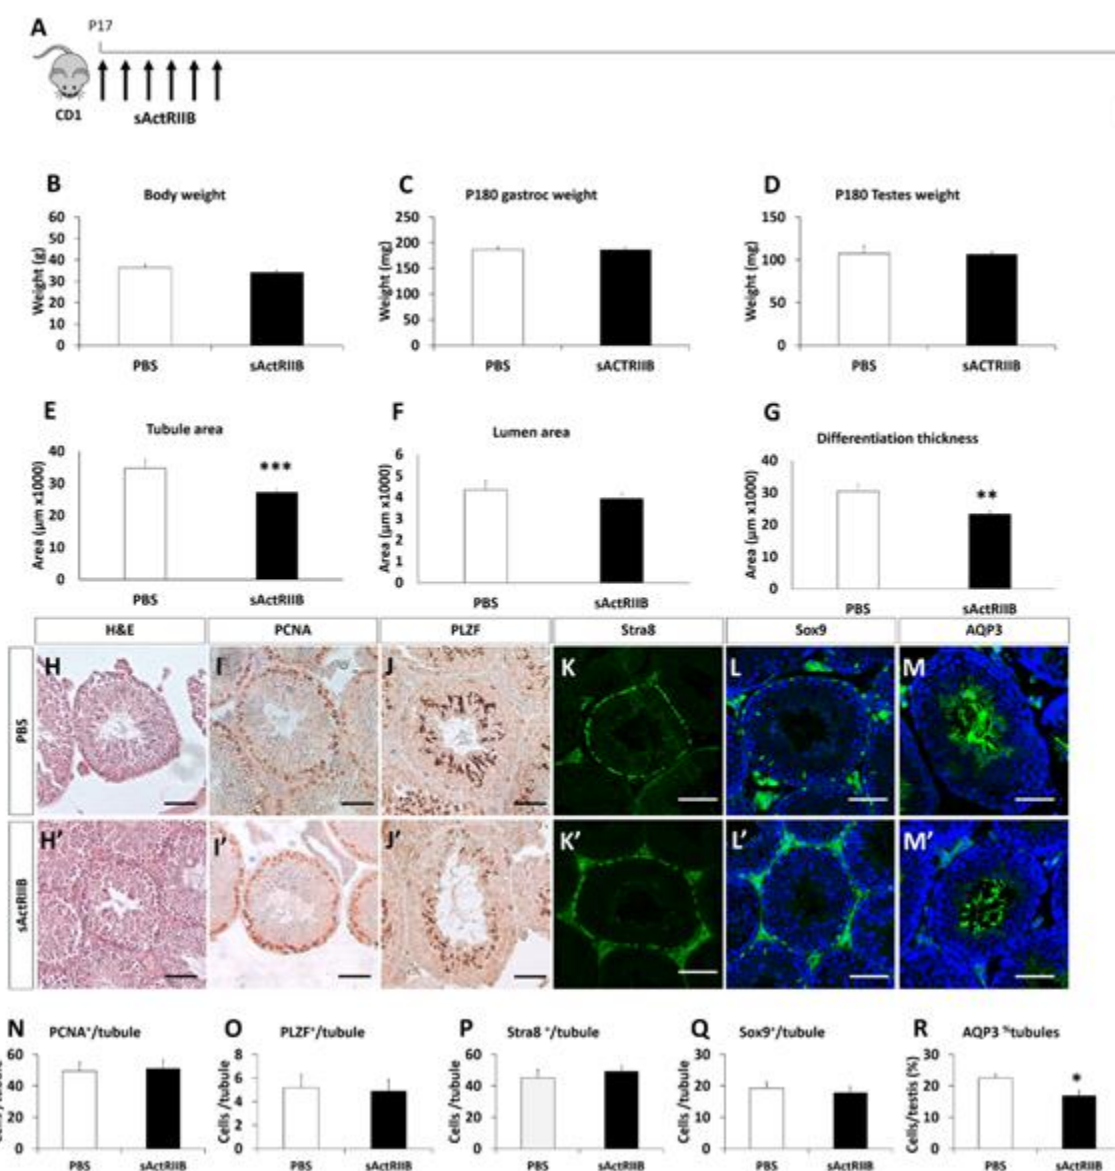 A
P17
CD1
sActRIIB
B
Body weight
Weight (g)
60
50
40
30
20
10
0
PBS
sActRIIB
C
P180 gastroc weight
Weight (mg)
250
200
150
100
50
0
PBS
sACTRIIB
D
P180 Testes weight
Weight (mg)
150
100
50
0
PBS
sACTRIIB
E
Tubule area
Area (µm x1000)
40
30
20
10
0
***
PBS
sActRIIB
F
Lumen area
Area (µm x1000)
6
5
4
3
2
1
0
PBS
sActRIIB
G
Differentiation thickness
Area (µm x1000)
40
30
20
10
0
**
PBS
sActRIIB
H&E
PCNA
PLZF
Stra8
Sox9
AQP3
PBS
H
I
J
K
L
M
sActRIIB
H'
I'
J'
K'
L'
M'
N
PCNA⁺/tubule
60
40
20
0
PBS
sActRIIB
O
PLZF⁺/tubule
Cells /tubule
8
6
4
2
0
PBS
sActRIIB
P
Stra8 ⁺/tubule
Cells /tubule
60
40
20
0
PBS
sActRIIB
Q
Sox9⁺/tubule
Cells /tubule
30
20
10
0
PBS
sActRIIB
R
AQP3 %tubules
Cells/testis (%)
30
20
10
0
*
PBS
sActRIIB